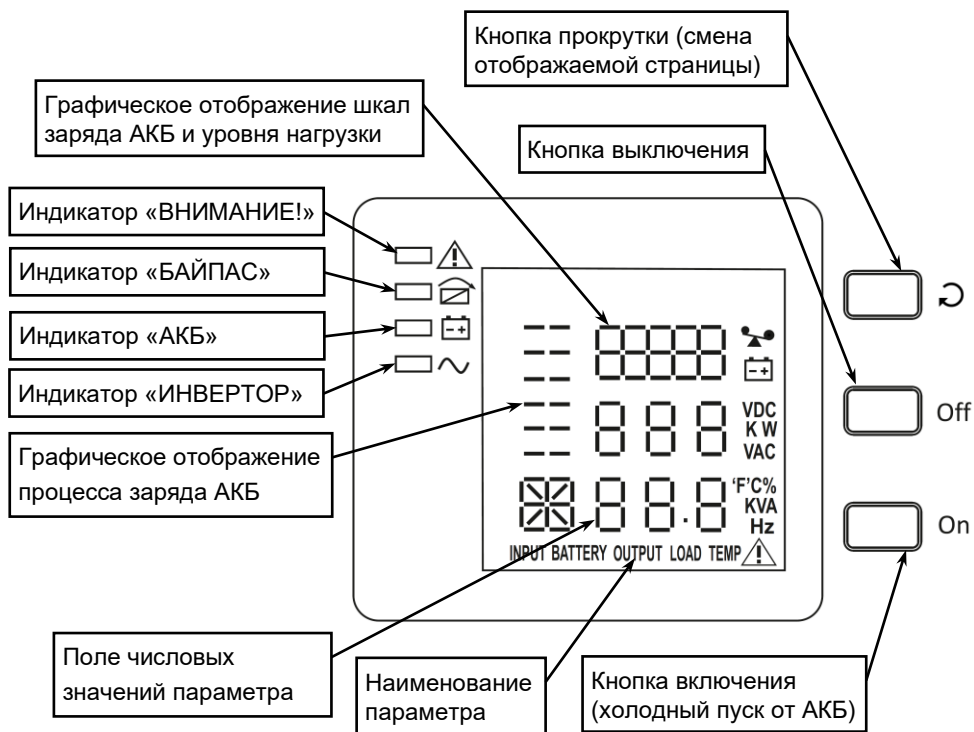 Кнопка прокрутки (смена
отображаемой страницы)
Графическое отображение шкал
заряда АКБ и уровня нагрузки
Кнопка выключения
Индикатор «ВНИМАНИЕ!»
Индикатор «БАЙПАС»
Индикатор «АКБ»
Индикатор «ИНВЕРТОР»
Графическое отображение
процесса заряда АКБ
VDC
K W
VAC
Off
'F'C%
KVA
Hz
On
INPUT BATTERY OUTPUT LOAD TEMP
Поле числовых
значений параметра
Наименование
параметра
Кнопка включения
(холодный пуск от АКБ)